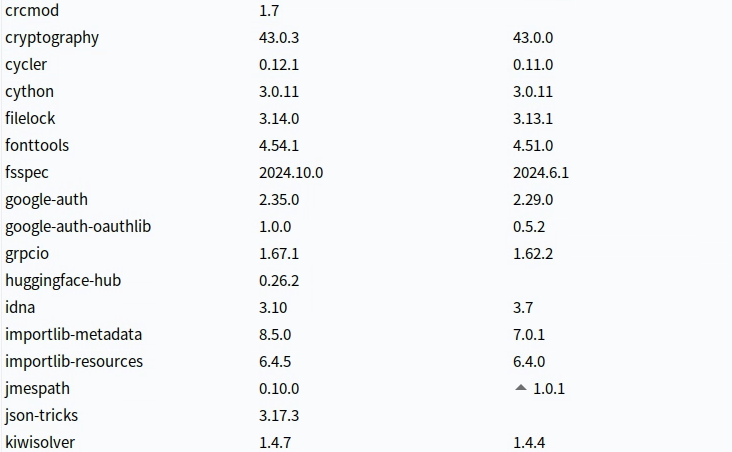 crcmod 1.7
cryptography 43.0.3 43.0.0
cycler 0.12.1 0.11.0
cython 3.0.11 3.0.11
filelock 3.14.0 3.13.1
fonttools 4.54.1 4.51.0
fsspec 2024.10.0 2024.6.1
google-auth 2.35.0 2.29.0
google-auth-oauthlib 1.0.0 0.5.2
grpcio 1.67.1 1.62.2
huggingface-hub 0.26.2
idna 3.10 3.7
importlib-metadata 8.5.0 7.0.1
importlib-resources 6.4.5 6.4.0
jmespath 0.10.0 1.0.1
json-tricks 3.17.3
kiwisolver 1.4.7 1.4.4